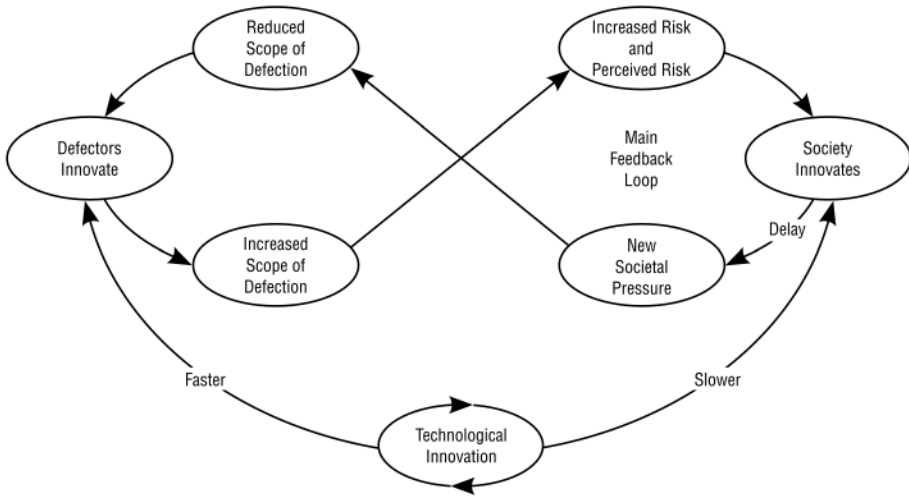 Reduced
Scope of
Defection
Increased Risk
and
Perceived Risk
Defectors
Innovate
Main
Feedback
Loop
Society
Innovates
Increased
Scope of
Defection
New
Societal
Pressure
Delay
Faster
Slower
Technological
Innovation